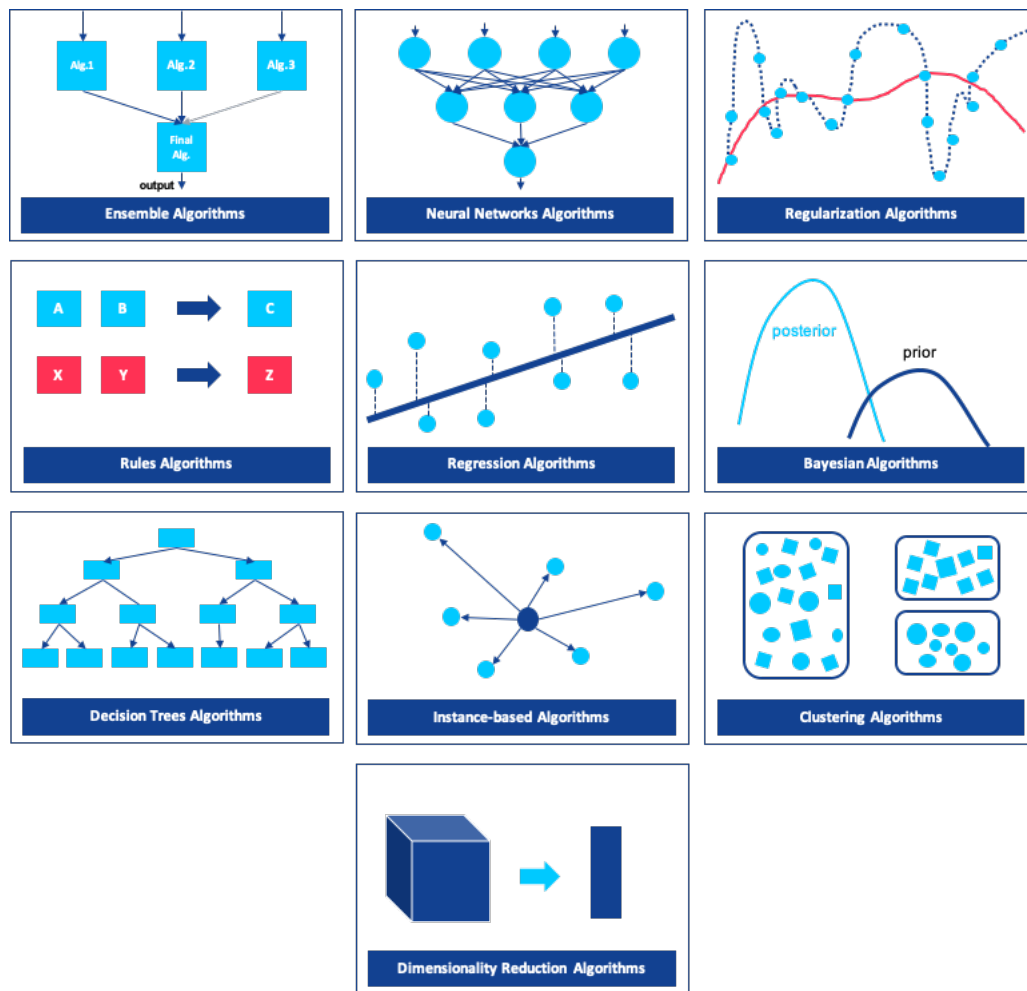 Alg.1
Alg.2
Alg.3
Final
Alg.
output
Ensemble Algorithms
Neural Networks Algorithms
Regularization Algorithms
A
B
C
X
Y
Z
Rules Algorithms
Regression Algorithms
posterior
prior
Bayesian Algorithms
Decision Trees Algorithms
Instance-based Algorithms
Clustering Algorithms
Dimensionality Reduction Algorithms